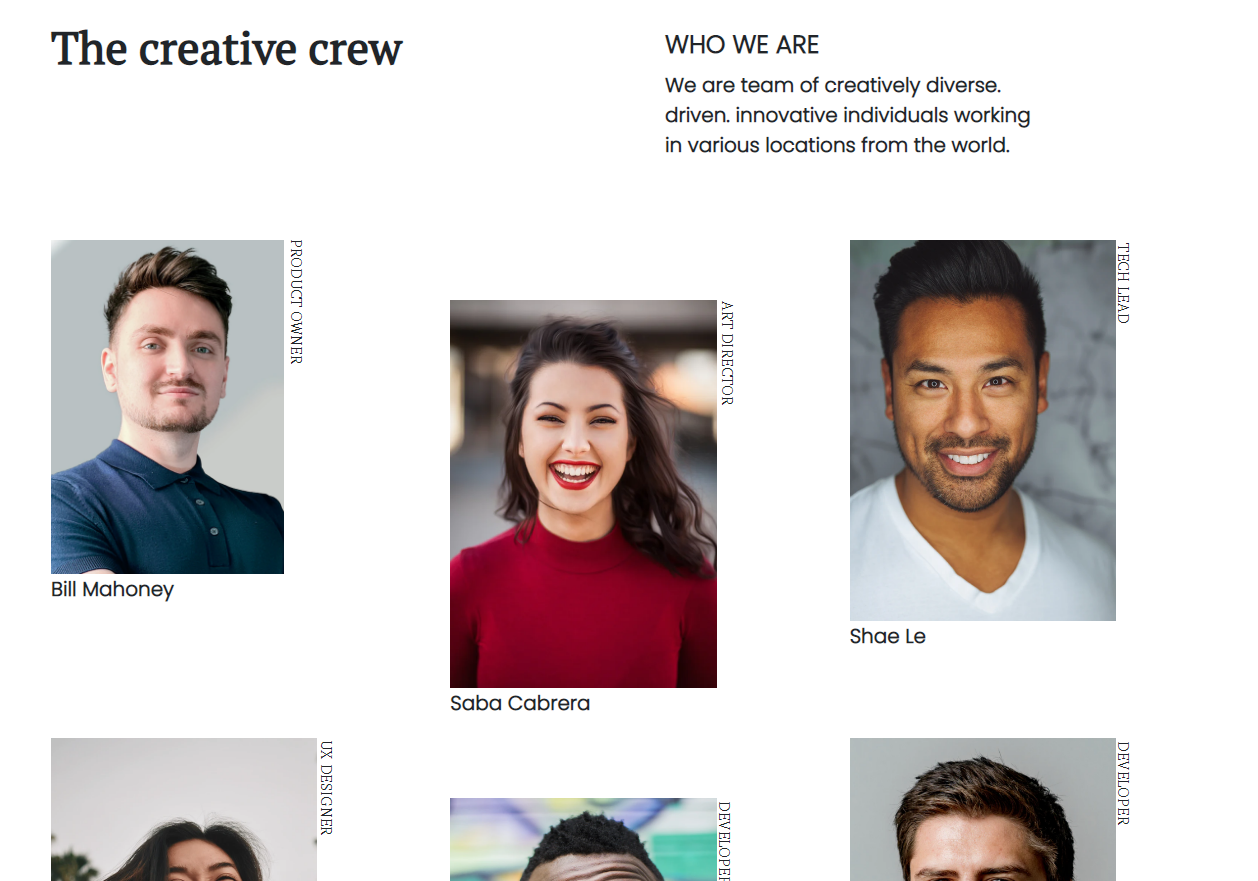 The creative crew
WHO WE ARE
We are team of creatively diverse.
driven. innovative individuals working
in various locations from the world.
PRODUCT OWNER
Bill Mahoney
ART DIRECTOR
Saba Cabrera
TECH LEAD
Shae Le
UX DESIGNER
DEVELOPER
DEVELOPER